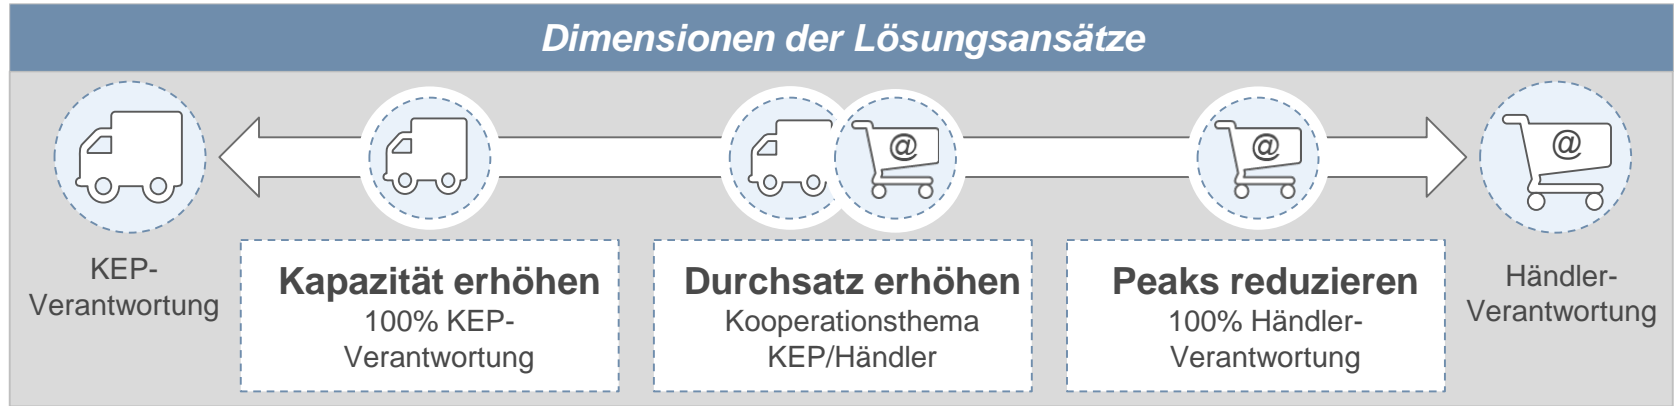 Dimensionen der Lösungsansätze
@
@
@
KEP-
Verantwortung
Kapazität erhöhen
100% KEP-
Verantwortung
Durchsatz erhöhen
Kooperationsthema
KEP/Händler
Peaks reduzieren
100% Händler-
Verantwortung
Händler-
Verantwortung